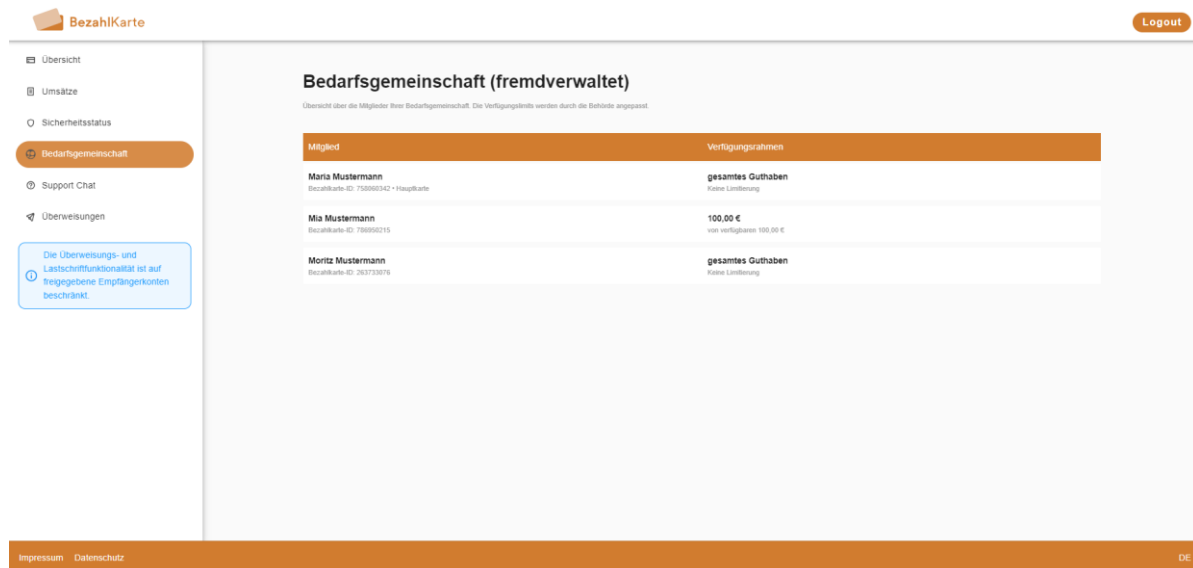 BezahlKarte
Logout
Übersicht
Umsätze
Sicherheitsstatus
Bedarfsgemeinschaft
Support Chat
Überweisungen
Die Überweisungs- und
Lastschriftfunktionalität ist auf
freigegebene Empfängerkonten
beschränkt.
Bedarfsgemeinschaft (fremdverwaltet)
Übersicht über die Mitglieder Ihrer Bedarfsgemeinschaft. Die Verfügungslimits werden durch die Behörde angepasst.
Mitglied Verfügungsrahmen
Maria Mustermann gesamtes Guthaben
Bezahlkarte-ID: 758060342 • Hauptkarte Keine Limitierung
Mia Mustermann 100,00 €
Bezahlkarte-ID: 786950215 von verfügbaren 100,00 €
Moritz Mustermann gesamtes Guthaben
Bezahlkarte-ID: 263733076 Keine Limitierung
Impressum Datenschutz DE